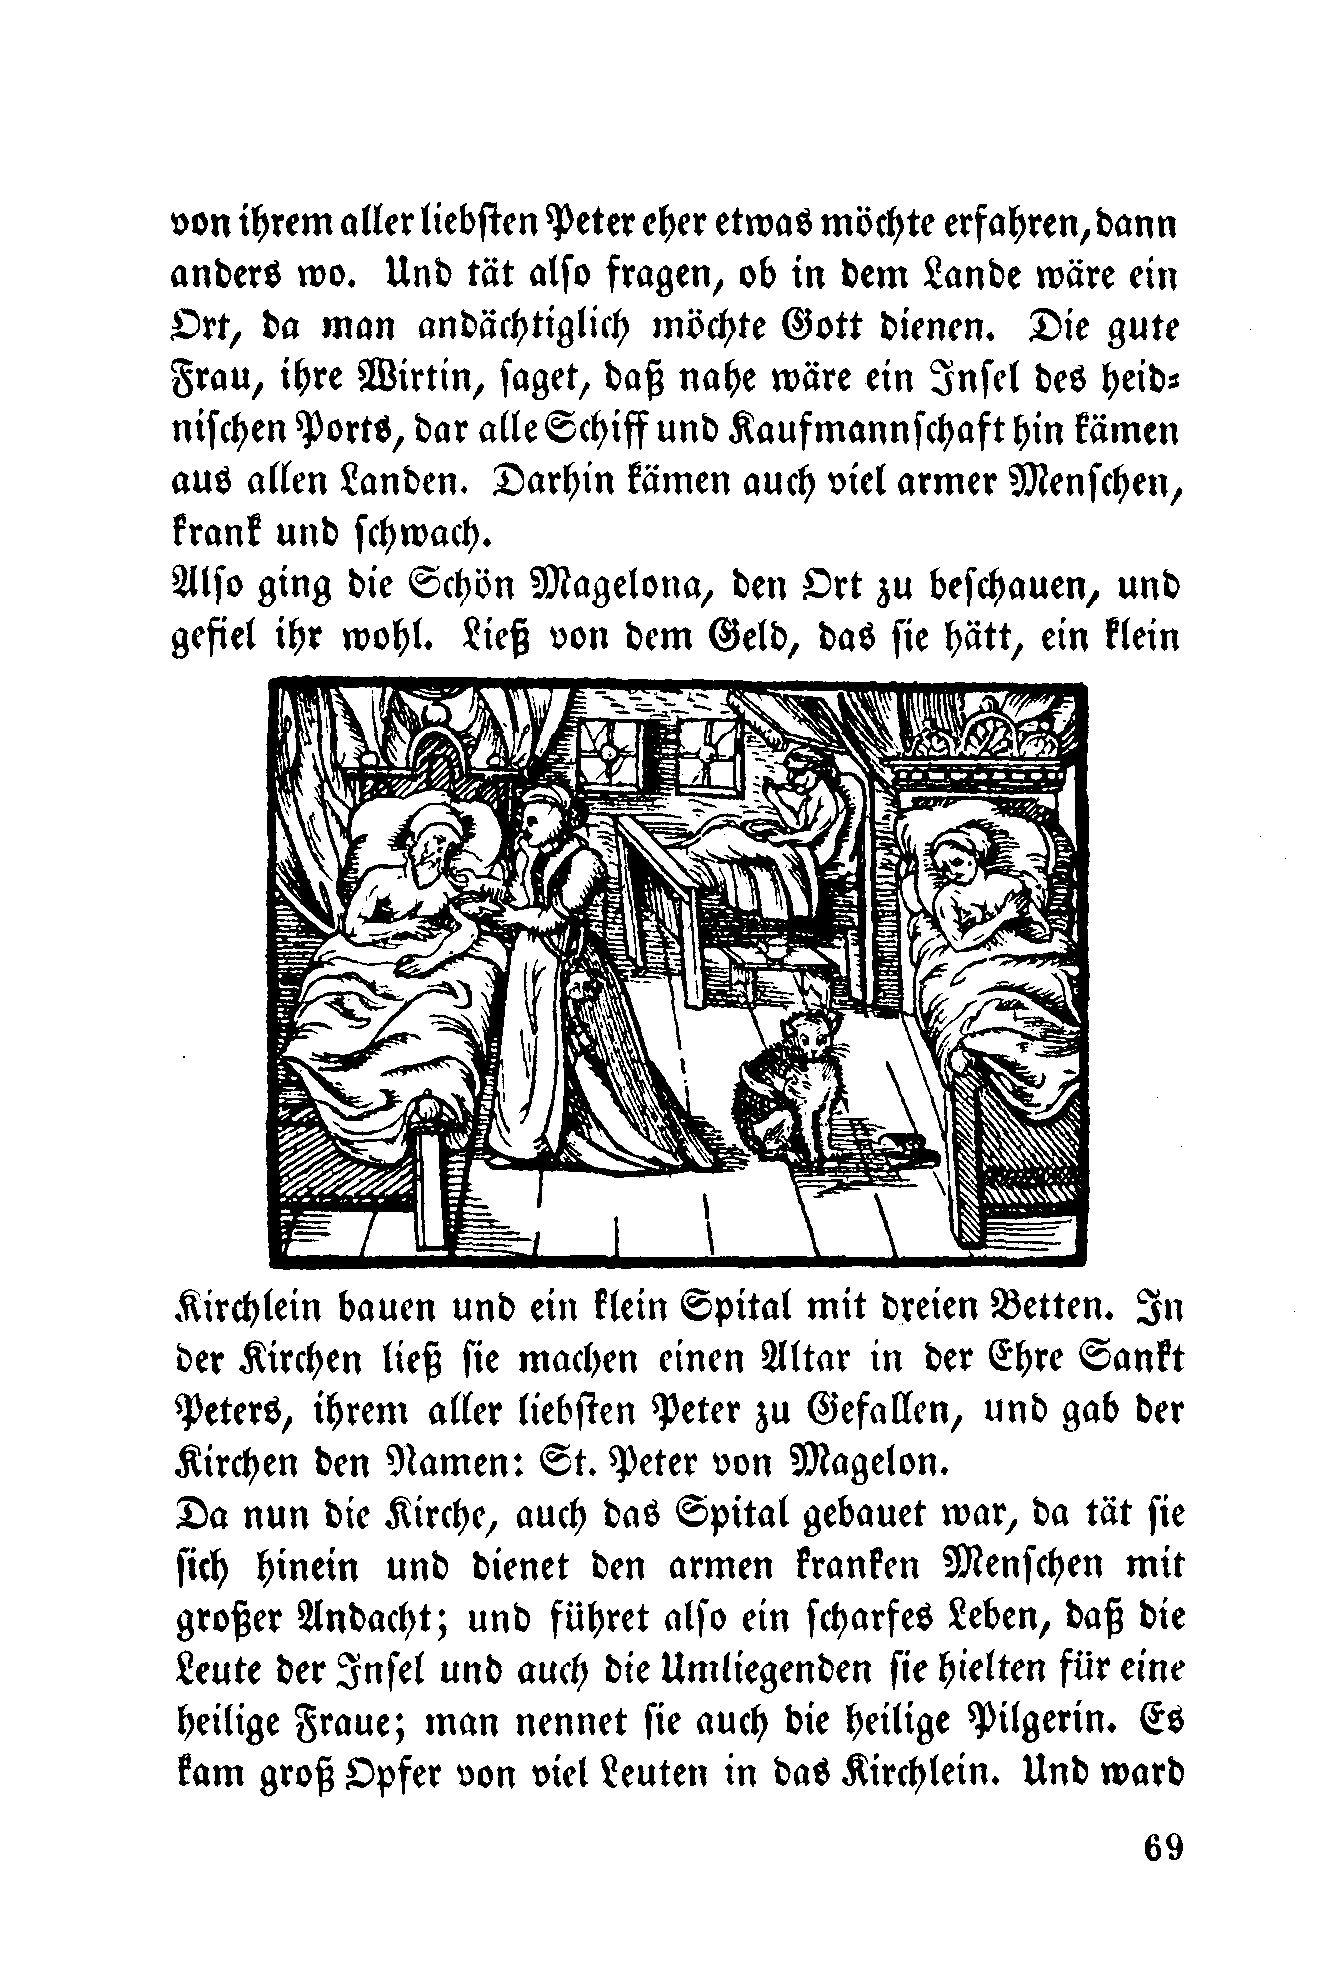 von ihrem aller liebsten Peter eher etwas möchte erfahren, dann
anders wo. Und tät also fragen, ob in dem Lande wäre ein
Ort, da man andächtiglich möchte Gott dienen. Die gute
Frau, ihre Wirtin, saget, daß nahe wäre ein Insel des heid⸗
nischen Ports, dar alle Schiff und Kaufmannschaft hin kämen
aus allen Landen. Darhin kämen auch viel armer Menschen,
krank und schwach.
Also ging die Schön Magelona, den Ort zu beschauen, und
gefiel ihr wohl. Ließ von dem Geld, das sie hätt, ein klein
Kirchlein bauen und ein klein Spital mit dreien Betten. In
der Kirchen ließ sie machen einen Altar in der Ehre Sankt
Peters, ihrem aller liebsten Peter zu Gefallen, und gab der
Kirchen den Namen: St. Peter von Magelon.
Da nun die Kirche, auch das Spital gebauet war, da tät sie
sich hinein und dienet den armen kranken Menschen mit
großer Andacht; und führet also ein scharfes Leben, daß die
Leute der Insel und auch die Umliegenden sie hielten für eine
heilige Fraue; man nennet sie auch die heilige Pilgerin. Es
kam groß Opfer von viel Leuten in das Kirchlein. Und ward
69